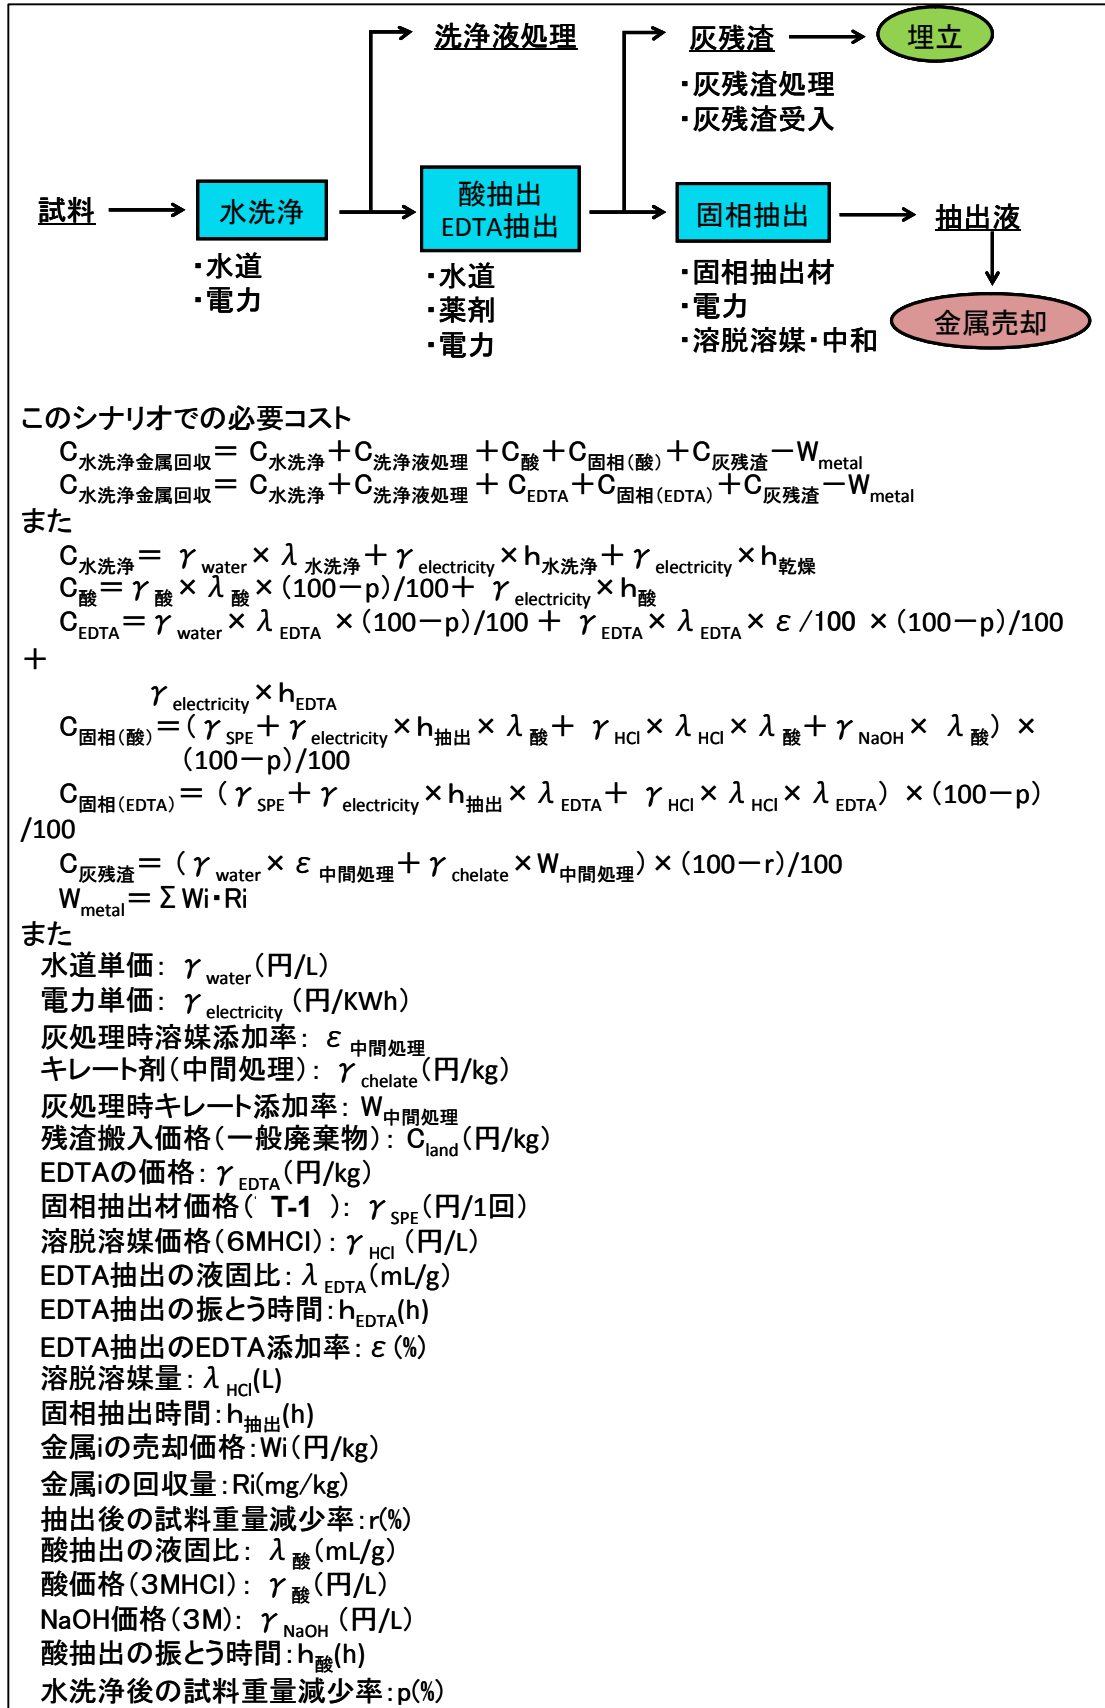 洗浄液処理
灰残渣
埋立
・灰残渣処理
・灰残渣受入
試料
水洗浄
酸抽出
EDTA抽出
固相抽出
抽出液
・水道
・電力
・水道
・薬剤
・電力
・固相抽出材
・電力
・溶脱溶媒・中和
金属売却
このシナリオでの必要コスト
C水洗浄金属回収＝ C水洗浄＋C洗浄液処理＋C酸＋C固相(酸)＋C灰残渣－Wmetal
C水洗浄金属回収＝ C水洗浄＋C洗浄液処理＋ CEDTA＋C固相(EDTA)＋C灰残渣－Wmetal
また
C水洗浄＝ γwater×λ水洗浄＋γelectricity×h水洗浄＋γelectricity×h乾燥
C酸＝γ酸×λ酸×(100－p)/100＋ γelectricity×h酸
CEDTA＝γwater×λEDTA ×(100－p)/100 ＋ γEDTA×λEDTA×ε/100 ×(100－p)/100
＋
γelectricity×hEDTA
C固相(酸)＝(γSPE＋γelectricity×h抽出×λ酸＋ γHCl×λHCl×λ酸＋γNaOH× λ酸) ×
(100－p)/100
C固相(EDTA)＝ (γSPE＋γelectricity×h抽出×λEDTA＋ γHCl×λHCl×λEDTA) ×(100－p)
/100
C灰残渣＝ (γwater×ε中間処理＋γchelate×W中間処理)×(100－r)/100
Wmetal＝ΣWi・Ri
また
水道単価： γwater(円/L)
電力単価： γelectricity (円/KWh)
灰処理時溶媒添加率： ε中間処理
キレート剤(中間処理)： γchelate(円/kg)
灰処理時キレート添加率： W中間処理
残渣搬入価格(一般廃棄物)： Cland(円/kg)
EDTAの価格：γEDTA(円/kg)
固相抽出材価格( T-1 )： γSPE(円/1回)
溶脱溶媒価格(6MHCl)：γHCl (円/L)
EDTA抽出の液固比：λEDTA(mL/g)
EDTA抽出の振とう時間：hEDTA(h)
EDTA抽出のEDTA添加率：ε(%)
溶脱溶媒量：λHCl(L)
固相抽出時間：h抽出(h)
金属iの売却価格：Wi(円/kg)
金属iの回収量：Ri(mg/kg)
抽出後の試料重量減少率：r(%)
酸抽出の液固比： λ酸(mL/g)
酸価格(3MHCl)： γ酸(円/L)
NaOH価格(3M)： γNaOH (円/L)
酸抽出の振とう時間：h酸(h)
水洗浄後の試料重量減少率：p(%)